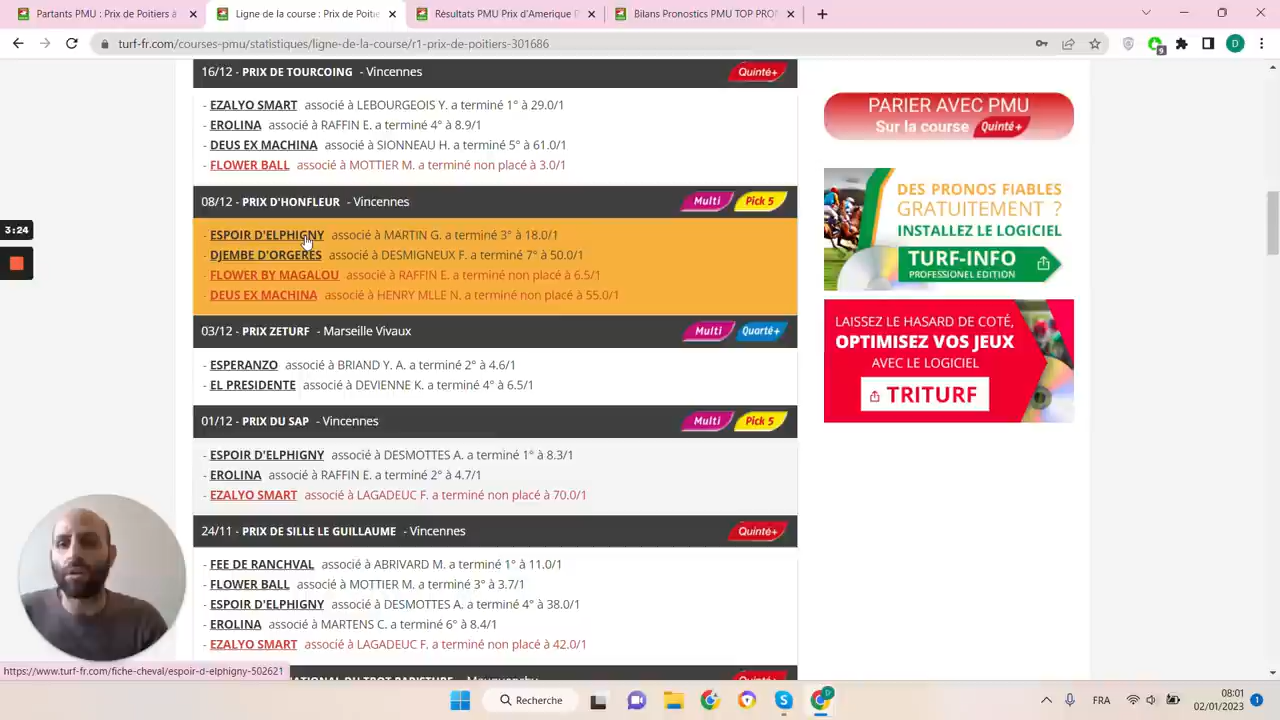 Partants PMU : Prix de Poitiers à
Ligne de la course : Prix de Poitie
Résultats PMU Prix d'Amerique
Bilans Pronostics PMU TOP PRO
turf-fr.com/courses-pmu/statistiques/ligne-de-la-course/r1-prix-de-poitiers-301686
9
D
16/12 - PRIX DE TOURCOING - Vincennes
Quinté+
- EZALYO SMART associé à LEBOURGEOIS Y. a terminé 1° à 29.0/1
- EROLINA associé à RAFFIN E. a terminé 4° à 8.9/1
- DEUS EX MACHINA associé à SIONNEAU H. a terminé 5° à 61.0/1
- FLOWER BALL associé à MOTTIER M. a terminé non placé à 3.0/1
08/12 - PRIX D'HONFLEUR - Vincennes
Multi Pick 5
- ESPOIR D'ELPHIGNY associé à MARTIN G. a terminé 3° à 18.0/1
- DJEMBE D'ORGERES associé à DESMIGNEUX F. a terminé 7° à 50.0/1
- FLOWER BY MAGALOU associé à RAFFIN E. a terminé non placé à 6.5/1
- DEUS EX MACHINA associé à HENRY MLLE N. a terminé non placé à 55.0/1
03/12 - PRIX ZETURF - Marseille Vivaux
Multi Quarté+
- ESPERANZO associé à BRIAND Y. A. a terminé 2° à 4.6/1
- EL PRESIDENTE associé à DEVIENNE K. a terminé 4° à 6.5/1
01/12 - PRIX DU SAP - Vincennes
Multi Pick 5
- ESPOIR D'ELPHIGNY associé à DESMOTTES A. a terminé 1° à 8.3/1
- EROLINA associé à RAFFIN E. a terminé 2° à 4.7/1
- EZALYO SMART associé à LAGADEUC F. a terminé non placé à 70.0/1
24/11 - PRIX DE SILLE LE GUILLAUME - Vincennes
Quinté+
- FEE DE RANCHVAL associé à ABRIVARD M. a terminé 1° à 11.0/1
- FLOWER BALL associé à MOTTIER M. a terminé 3° à 3.7/1
- ESPOIR D'ELPHIGNY associé à DESMOTTES A. a terminé 4° à 38.0/1
- EROLINA associé à MARTENS C. a terminé 6° à 8.4/1
- EZALYO SMART associé à LAGADEUC F. a terminé non placé à 42.0/1
PARIER AVEC PMU
Sur la course Quinté+
DES PRONOS FIABLES
GRATUITEMENT ?
INSTALLEZ LE LOGICIEL
TURF-INFO
PROFESSIONEL EDITION
LAISSEZ LE HASARD DE COTÉ,
OPTIMISEZ VOS JEUX
AVEC LE LOGICIEL
TRITURF
3:24
https://www.turf-fr.com/fiche-cheval/espoir-d-elphigny-502621
Recherche
FRA
08:01
02/01/2023
1